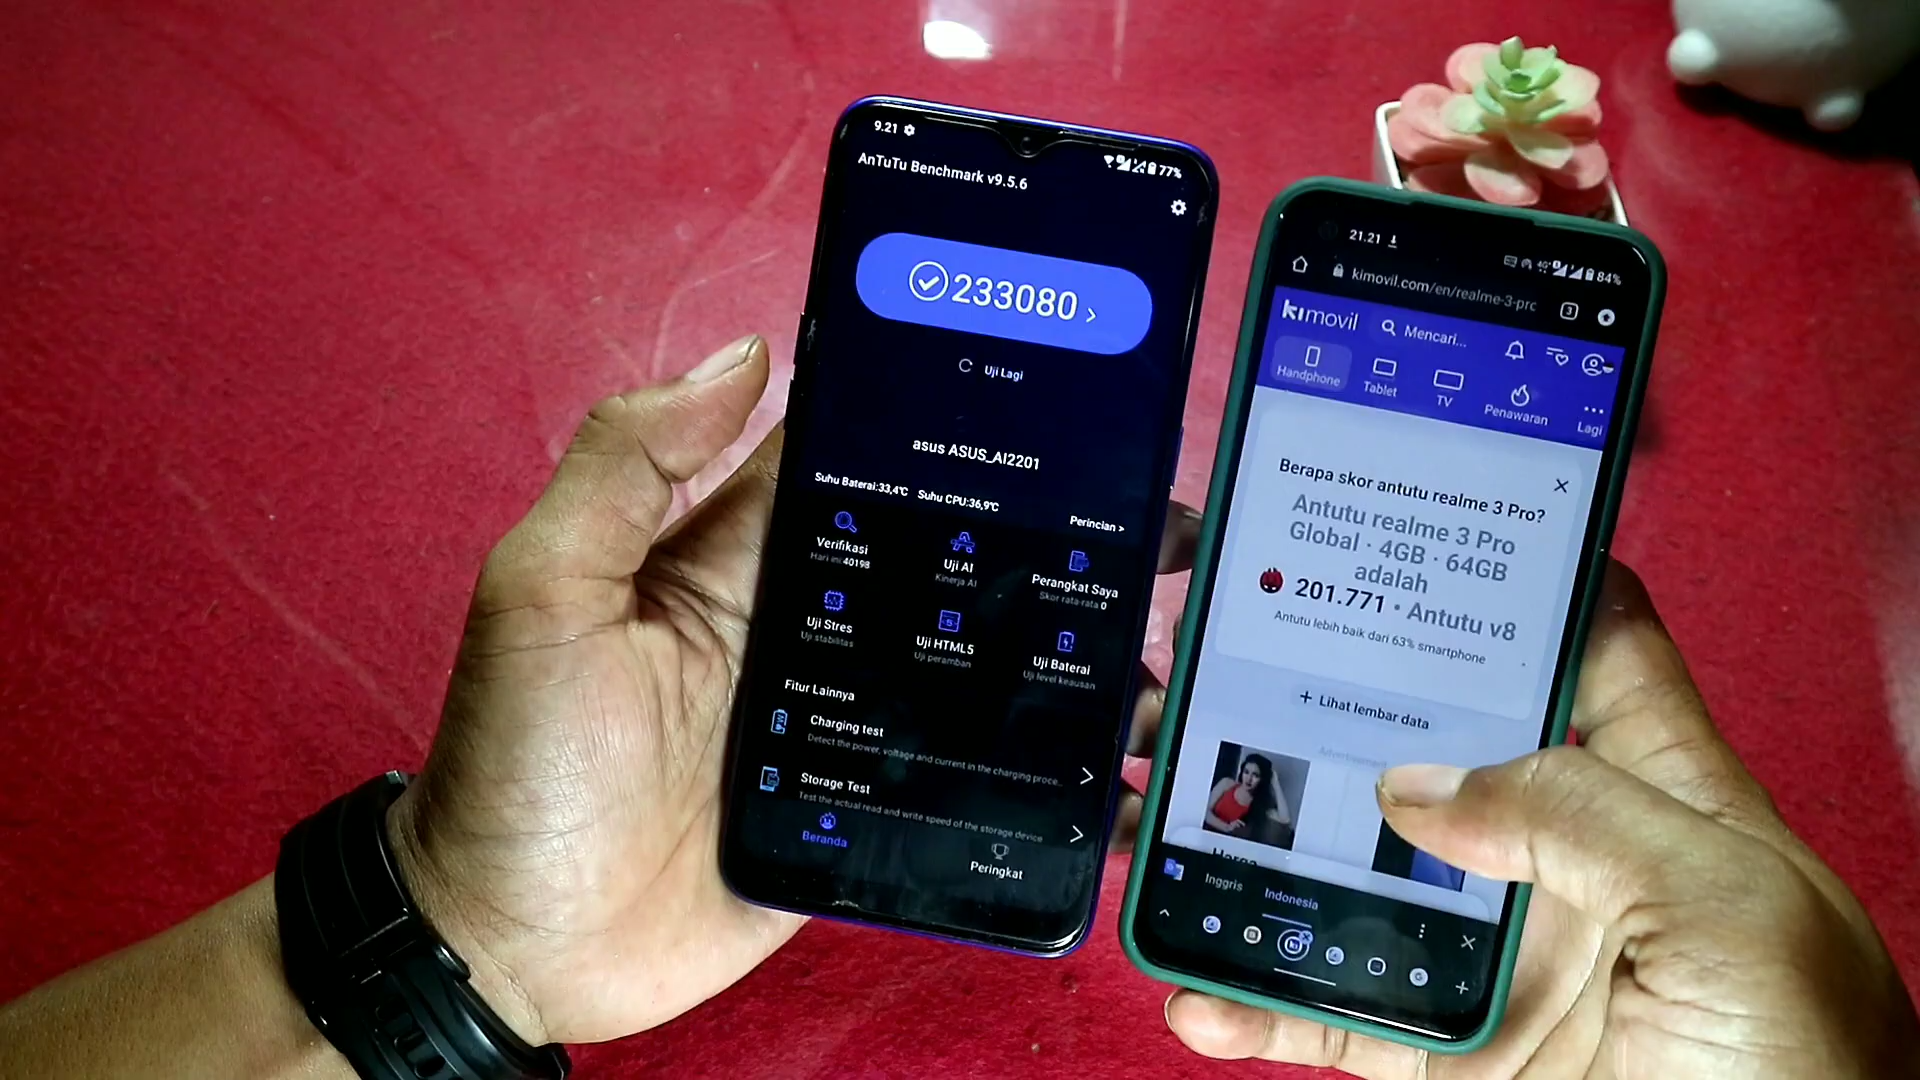 9.21
77%
AnTuTu Benchmark v9.5.6
233080 >
Uji Lagi
asus ASUS_AI2201
Suhu Baterai:33,4℃ Suhu CPU:36,9℃
Perincian >
Verifikasi
Hari ini:40198
Uji AI
Kinerja AI
Perangkat Saya
Skor rata-rata 0
Uji Stres
Uji stabilitas
Uji HTML5
Uji peramban
Uji Baterai
Uji level keausan
Fitur Lainnya
Charging test
Detect the power, voltage and current in the charging proce...
Storage Test
Test the actual read and write speed of the storage device
Beranda
Peringkat
21.21
84%
kimovil.com/en/realme-3-prc
3
kimovil
Mencari...
Handphone
Tablet
TV
Penawaran
Lagi
Berapa skor antutu realme 3 Pro?
Antutu realme 3 Pro
Global · 4GB · 64GB
adalah
201.771 • Antutu v8
Antutu lebih baik dari 63% smartphone
+ Lihat lembar data
Advertisement
Harga
Inggris
Indonesia